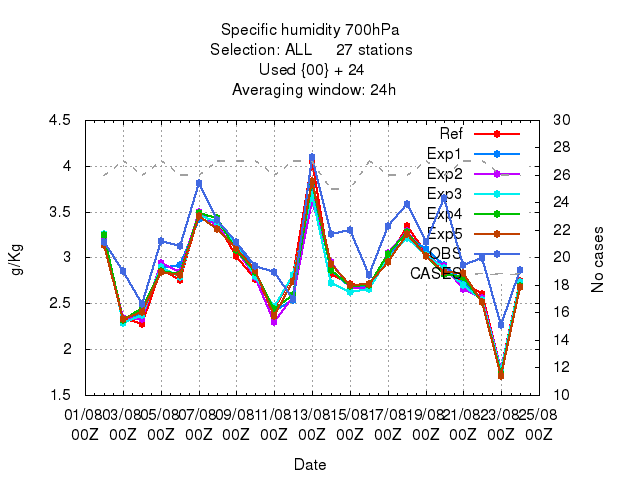 Specific humidity 700hPa
Selection: ALL 27 stations
Used {00} + 24
Averaging window: 24h
4.5
4
3.5
3
2.5
2
1.5
g/Kg
30
28
26
24
22
20
18
16
14
12
10
No cases
Ref
Exp1
Exp2
Exp3
Exp4
Exp5
OBS
CASES
01/08 03/08 05/08 07/08 09/08 11/08 13/08 15/08 17/08 19/08 21/08 23/08 25/08
00Z 00Z 00Z 00Z 00Z 00Z 00Z 00Z 00Z 00Z 00Z 00Z 00Z
Date